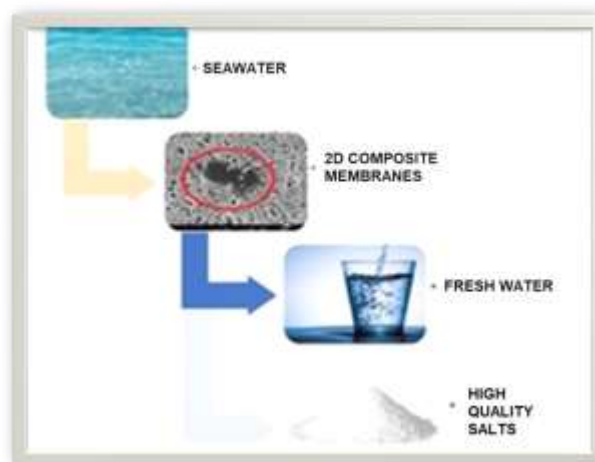 SEAWATER
2D COMPOSITE
MEMBRANES
FRESH WATER
HIGH
QUALITY
SALTS